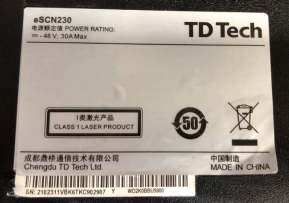 eSCN230
电源额定值 POWER RATING:
⎓ - 48 V, 30A Max
TD Tech
1类激光产品
CLASS 1 LASER PRODUCT
50
成都鼎桥通信技术有限公司
Chengdu TD Tech Ltd.
中国制造
MADE IN CHINA
SN: 2102311VBK6TKC902907 Y WD2K0BBU5900